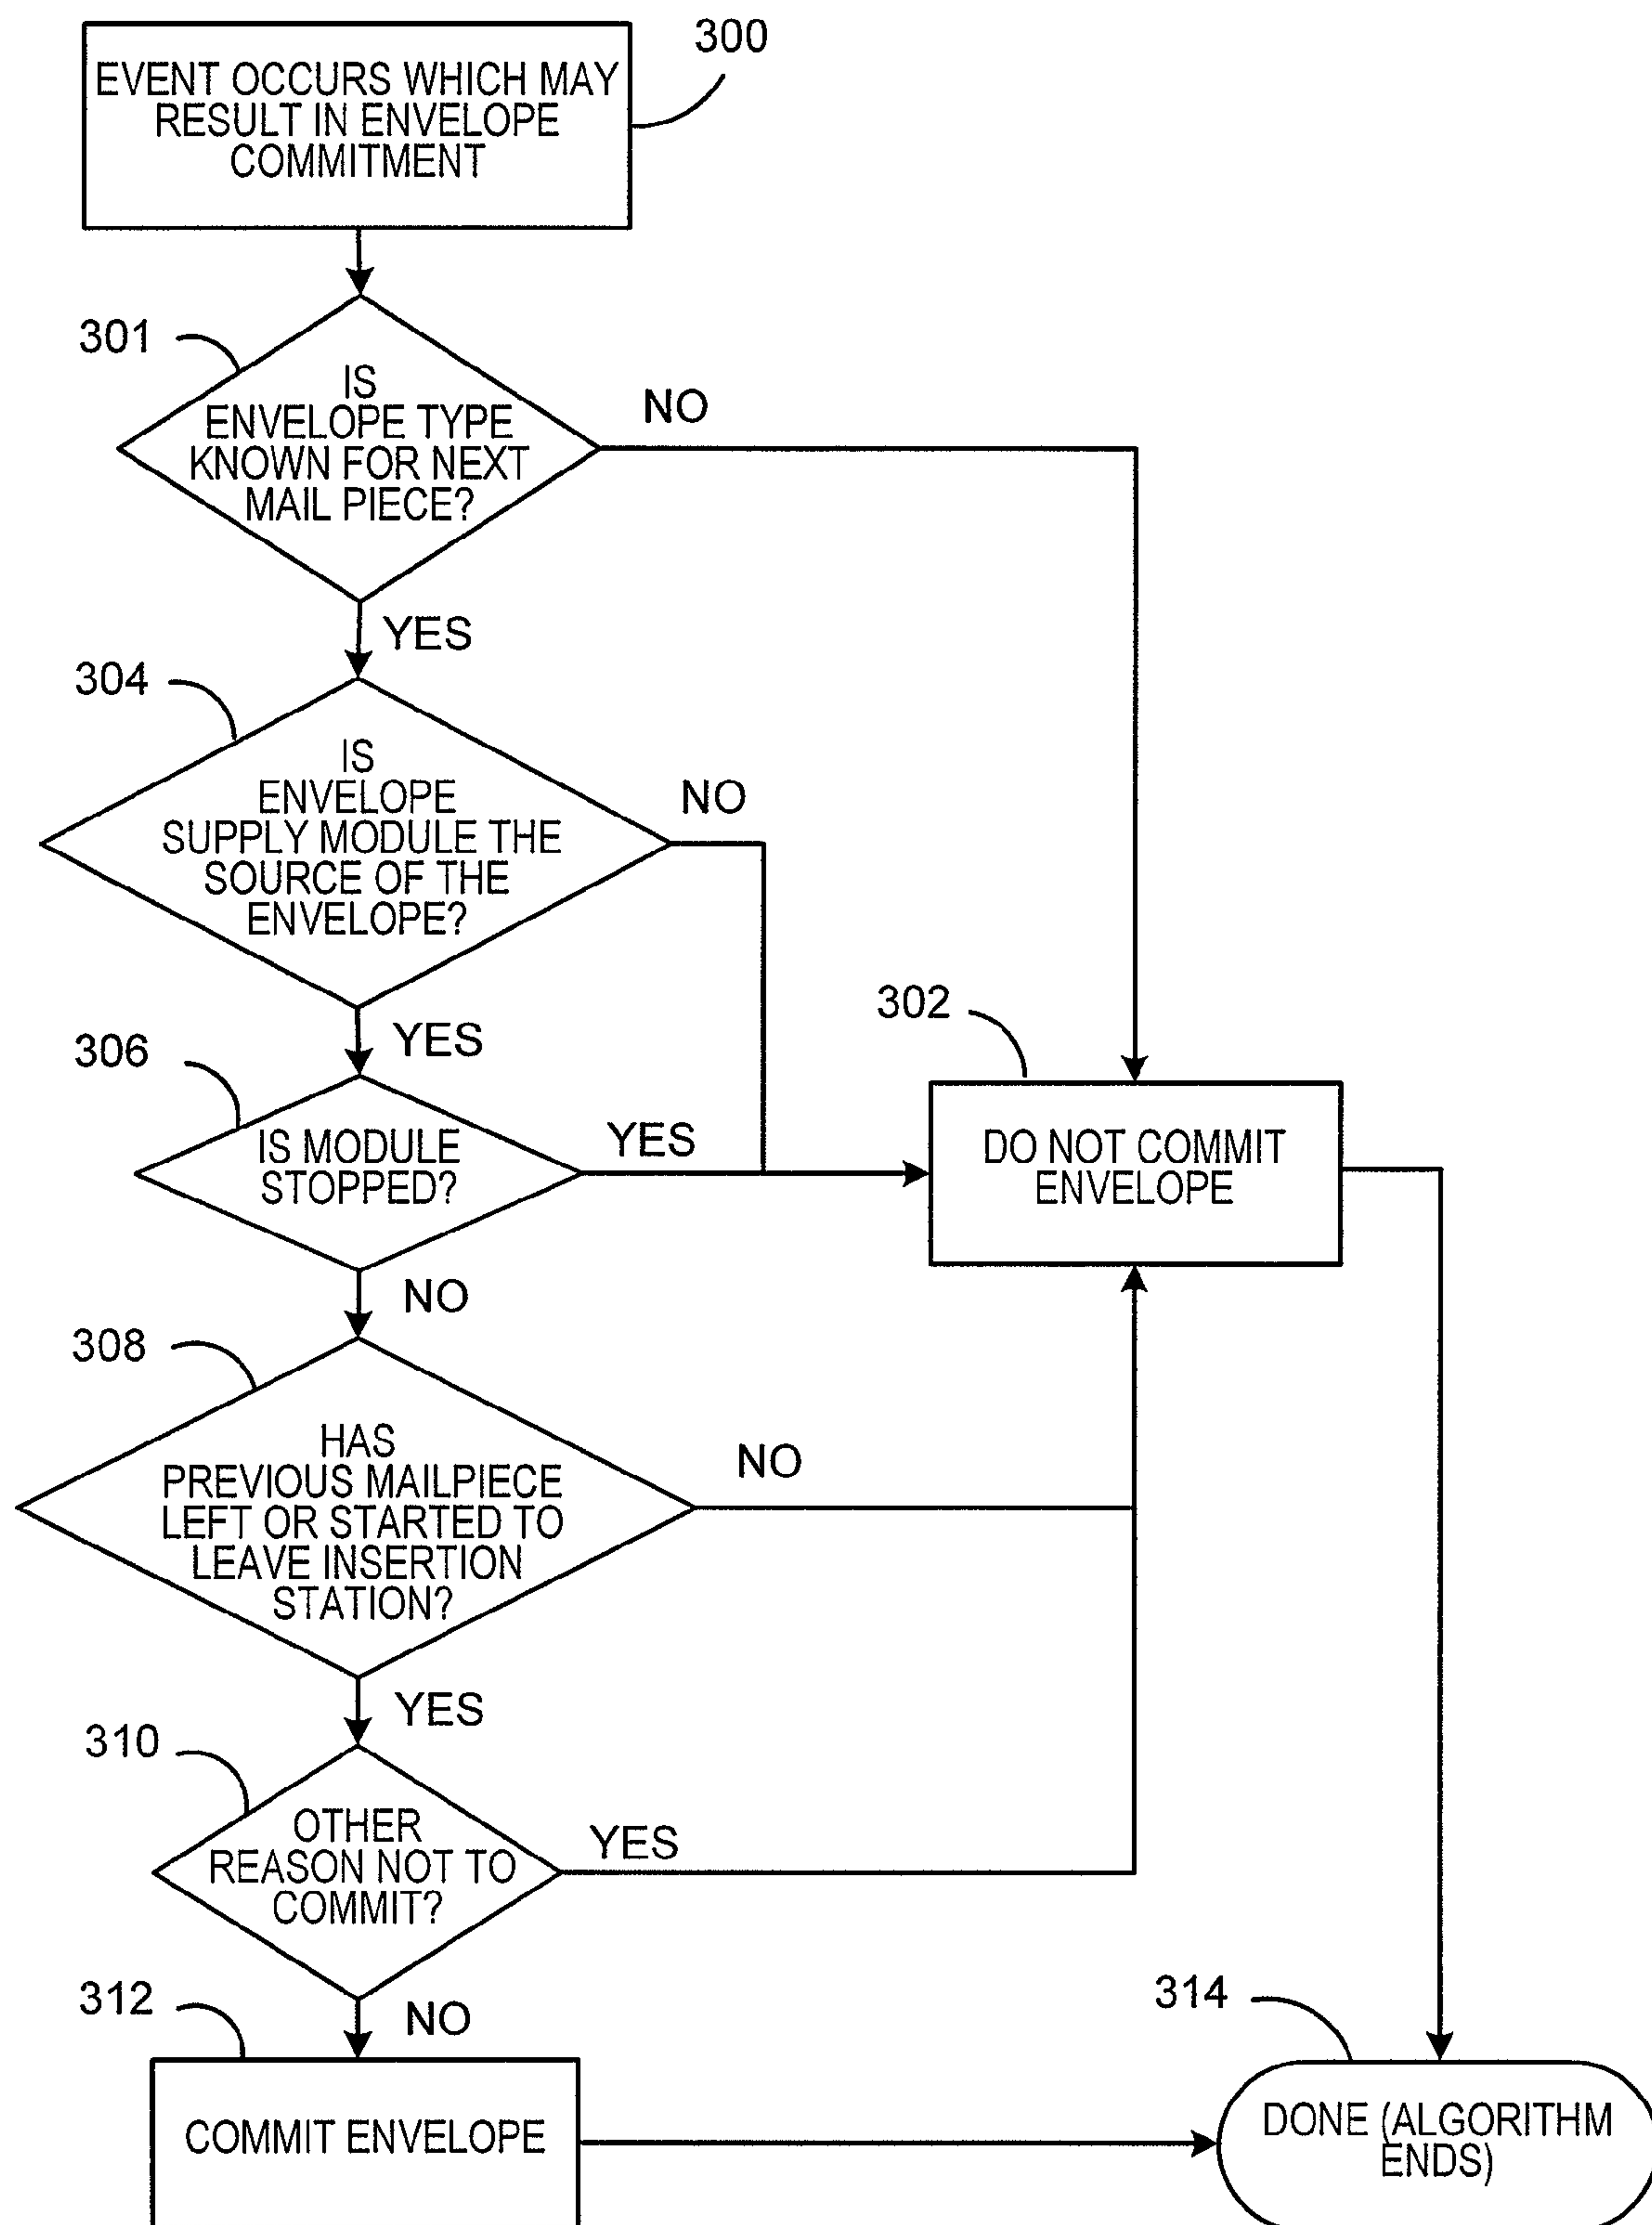 300
EVENT OCCURS WHICH MAY
RESULT IN ENVELOPE
COMMITMENT
301
IS
ENVELOPE TYPE
KNOWN FOR NEXT
MAIL PIECE?
NO
YES
304
IS
ENVELOPE
SUPPLY MODULE THE
SOURCE OF THE
ENVELOPE?
NO
YES
302
DO NOT COMMIT
ENVELOPE
306
IS MODULE
STOPPED?
YES
NO
308
HAS
PREVIOUS MAILPIECE
LEFT OR STARTED TO
LEAVE INSERTION
STATION?
NO
YES
310
OTHER
REASON NOT TO
COMMIT?
YES
NO
312
COMMIT ENVELOPE
314
DONE (ALGORITHM
ENDS)